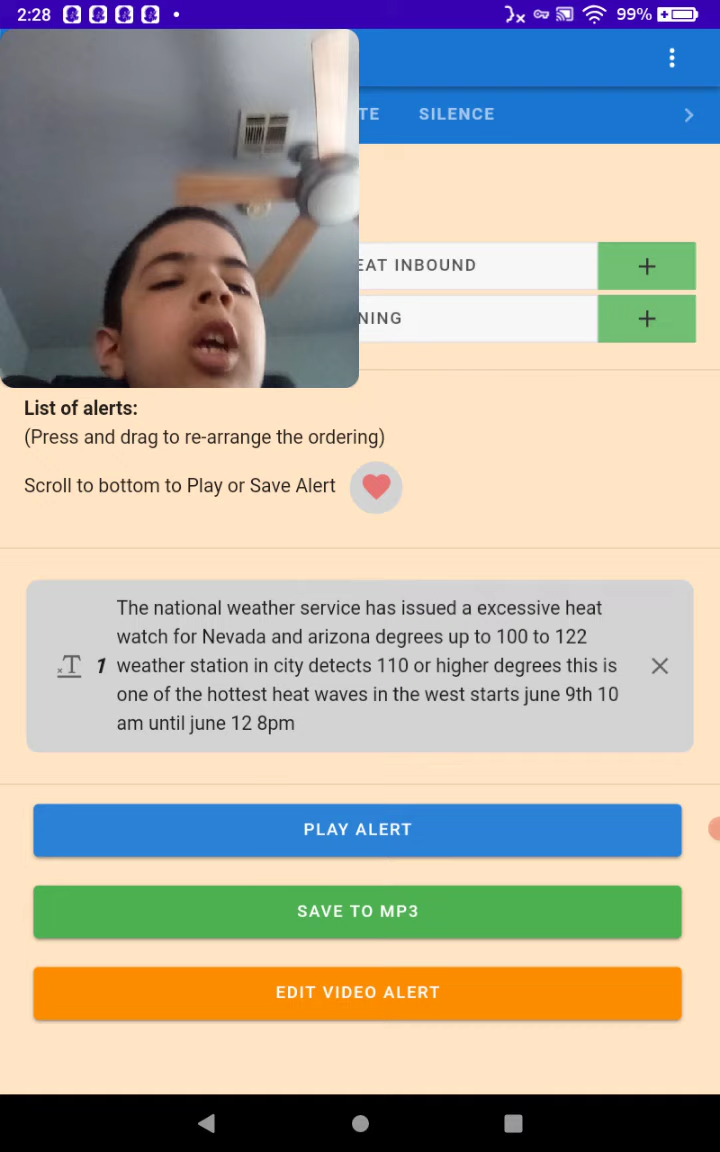 2:28
99%
TE SILENCE
EAT INBOUND
+
NING
+
List of alerts:
(Press and drag to re-arrange the ordering)
Scroll to bottom to Play or Save Alert
The national weather service has issued a excessive heat
watch for Nevada and arizona degrees up to 100 to 122
1 weather station in city detects 110 or higher degrees this is
one of the hottest heat waves in the west starts june 9th 10
am until june 12 8pm
PLAY ALERT
SAVE TO MP3
EDIT VIDEO ALERT